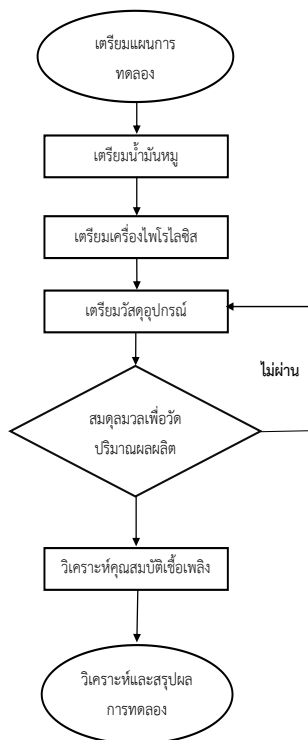 เตรียมแผนการ
ทดลอง
เตรียมน้ำมันหมู
เตรียมเครื่องไพโรไลซิส
เตรียมวัสดุอุปกรณ์
ไม่ผ่าน
สมดุลมวลเพื่อวัด
ปริมาณผลผลิต
วิเคราะห์คุณสมบัติเชื้อเพลิง
วิเคราะห์และสรุปผล
การทดลอง